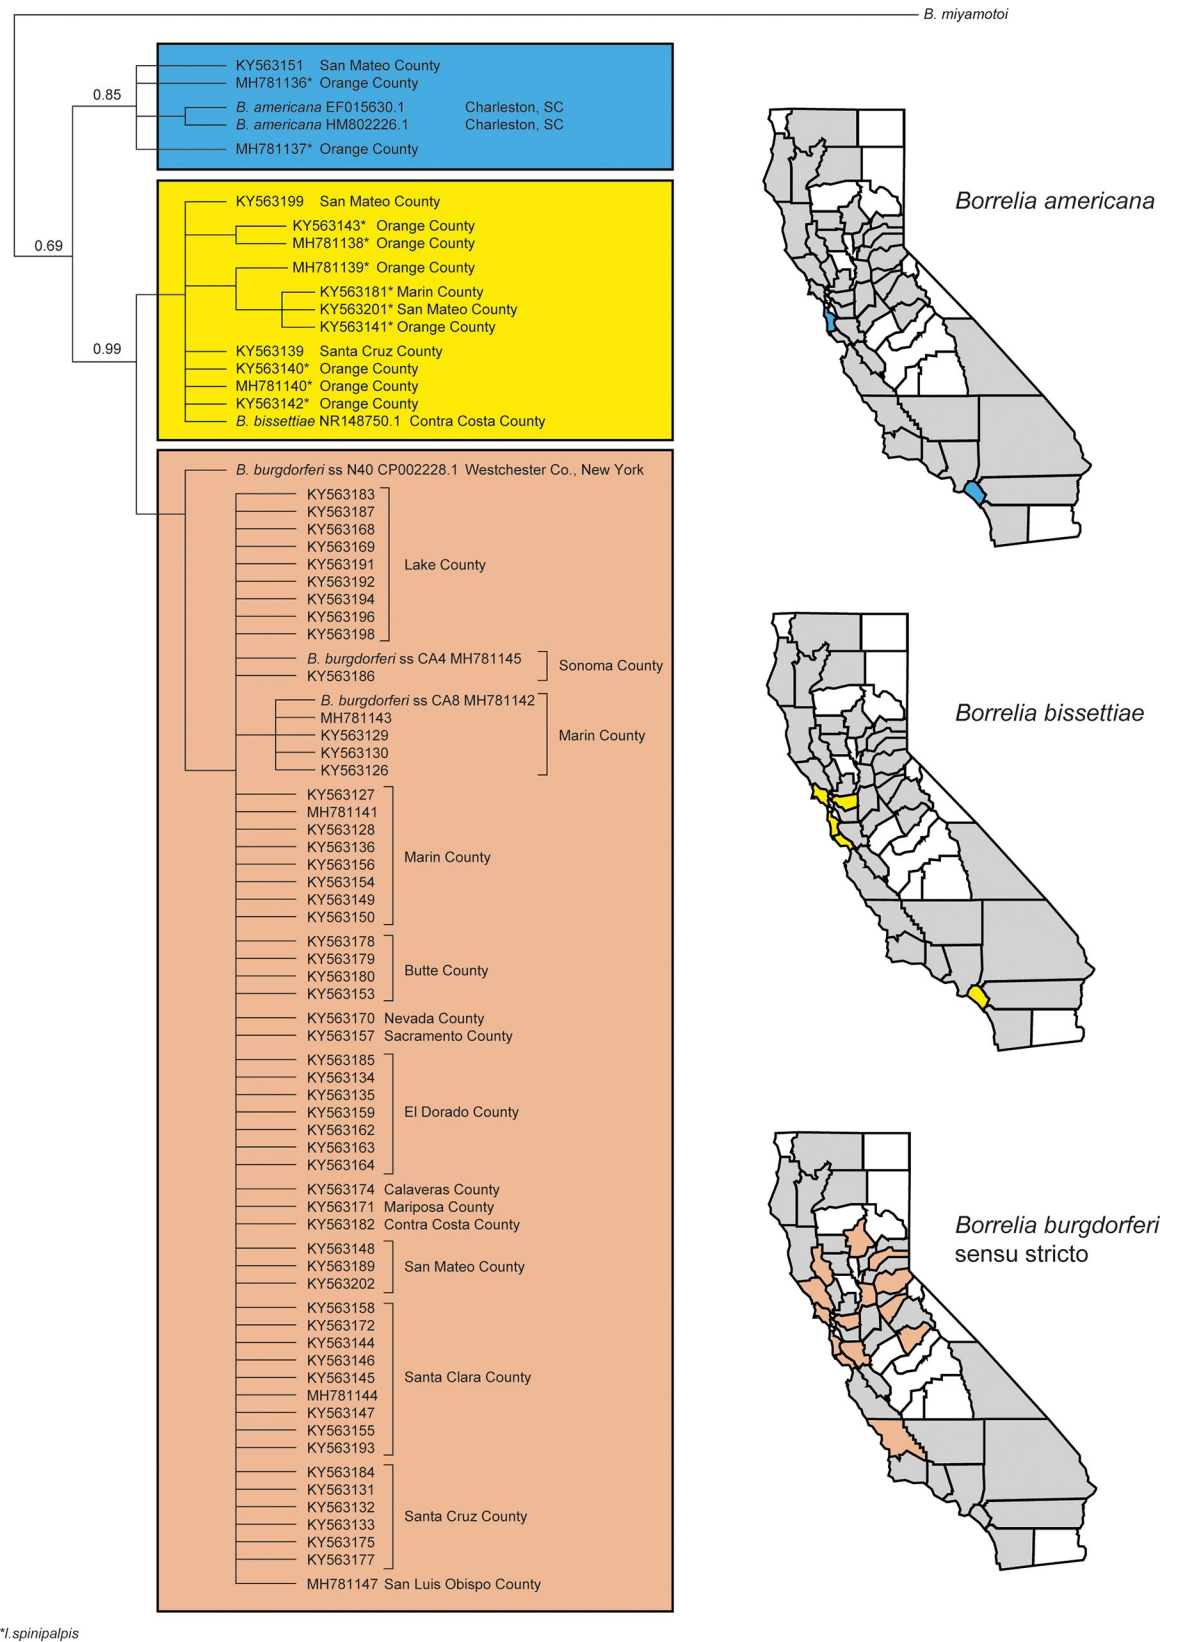 B. miyamotoi
0.85
KY563151 San Mateo County
MH781136* Orange County
B. americana EF015630.1 Charleston, SC
B. americana HM802226.1 Charleston, SC
MH781137* Orange County
0.69
0.99
KY563199 San Mateo County
KY563143* Orange County
MH781138* Orange County
MH781139* Orange County
KY563181* Marin County
KY563201* San Mateo County
KY563141* Orange County
KY563139 Santa Cruz County
KY563140* Orange County
MH781140* Orange County
KY563142* Orange County
B. bissettiae NR148750.1 Contra Costa County
B. burgdorferi ss N40 CP002228.1 Westchester Co., New York
KY563183
KY563187
KY563168
KY563169
KY563191
KY563192
KY563194
KY563196
KY563198
Lake County
B. burgdorferi ss CA4 MH781145
KY563186
Sonoma County
B. burgdorferi ss CA8 MH781142
MH781143
KY563129
KY563130
KY563126
Marin County
KY563127
MH781141
KY563128
KY563136
KY563156
KY563154
KY563149
KY563150
Marin County
KY563178
KY563179
KY563180
KY563153
Butte County
KY563170 Nevada County
KY563157 Sacramento County
KY563185
KY563134
KY563135
KY563159
KY563162
KY563163
KY563164
El Dorado County
KY563174 Calaveras County
KY563171 Mariposa County
KY563182 Contra Costa County
KY563148
KY563189
KY563202
San Mateo County
KY563158
KY563172
KY563144
KY563146
KY563145
MH781144
KY563147
KY563155
KY563193
Santa Clara County
KY563184
KY563131
KY563132
KY563133
KY563175
KY563177
Santa Cruz County
MH781147 San Luis Obispo County
Borrelia americana
Borrelia bissettiae
Borrelia burgdorferi
sensu stricto
*I.spinipalpis